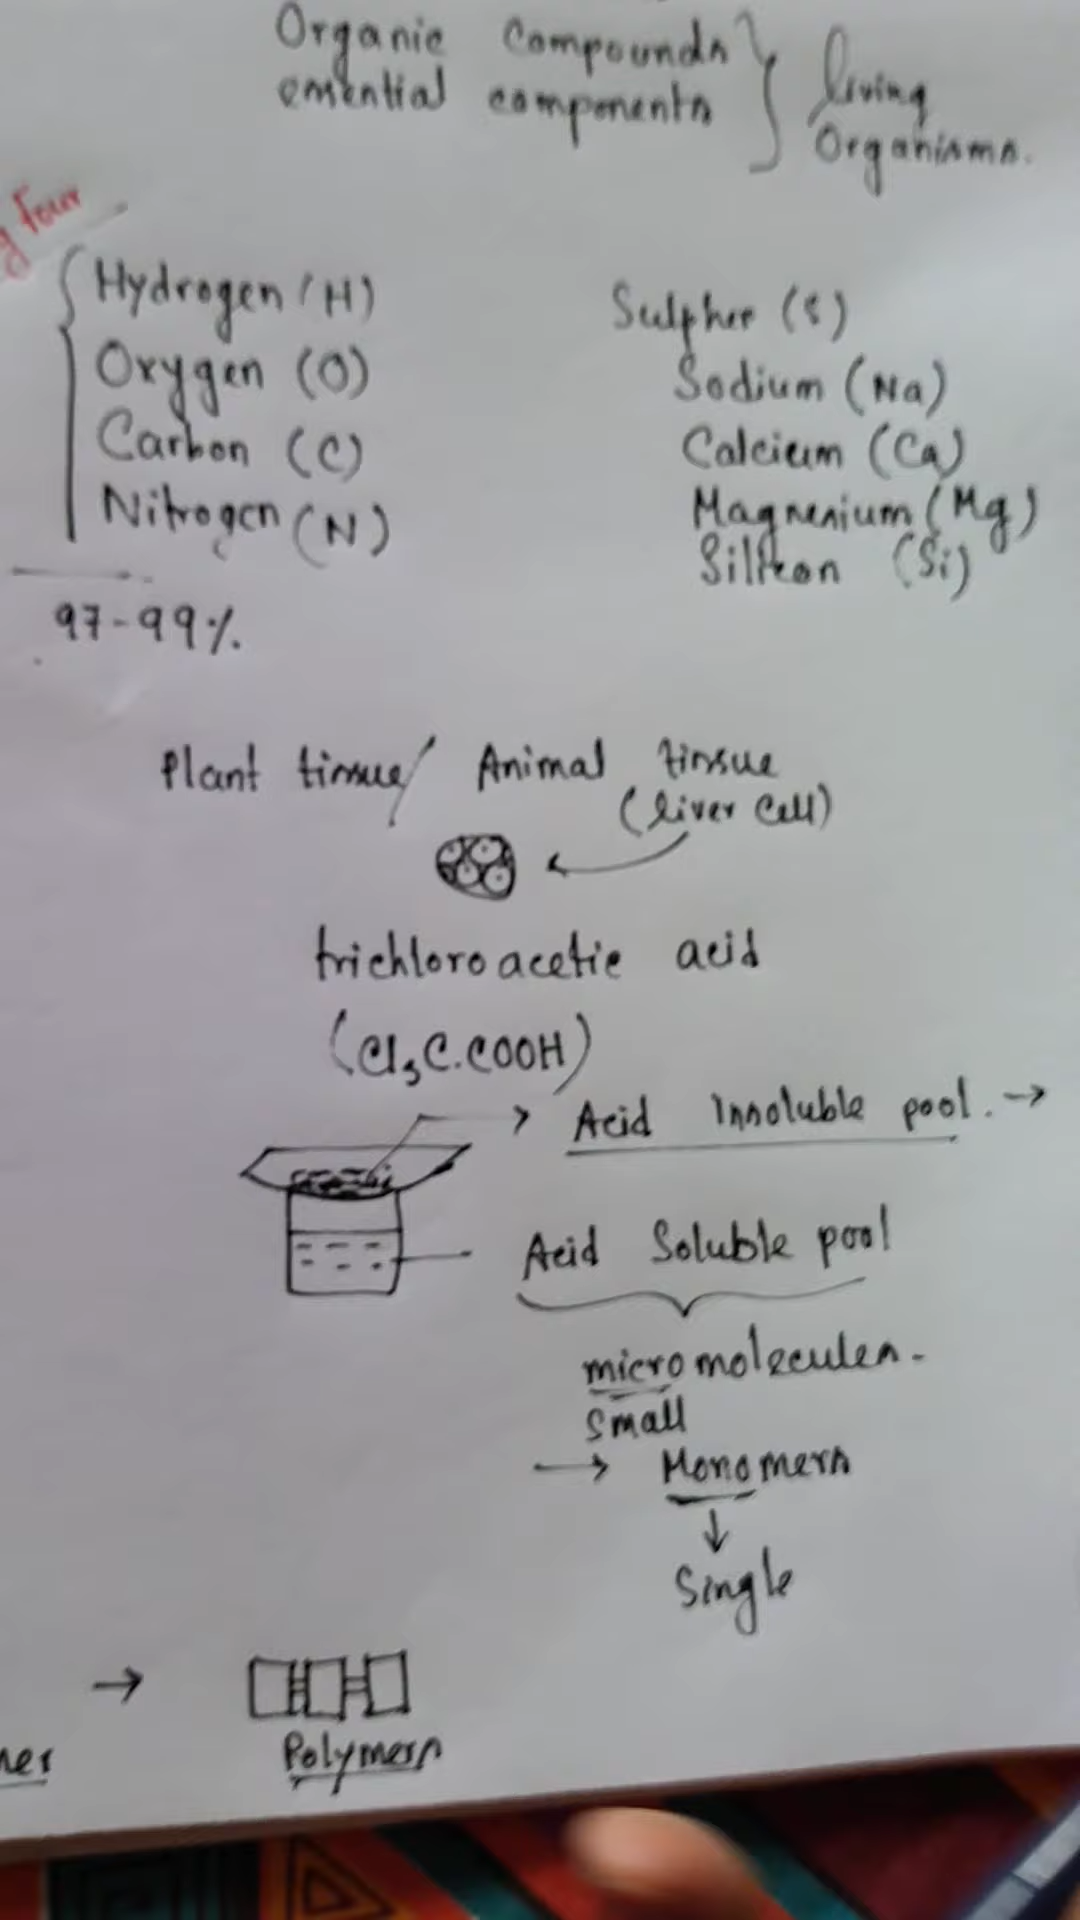 Organic Compounds
essential components
living
Organisms.
four
Hydrogen (H)
Oxygen (O)
Carbon (C)
Nitrogen (N)
97-99%.
Sulpher (S)
Sodium (Na)
Calcium (Ca)
Magnesium (Mg)
Silicon (Si)
Plant tissue / Animal tissue
(liver cell)
trichloroacetic acid
(Cl3C.COOH)
Acid Insoluble pool. →
Acid Soluble pool
micromolecules.
small
→ Monomers
↓
Single
→
Polymers